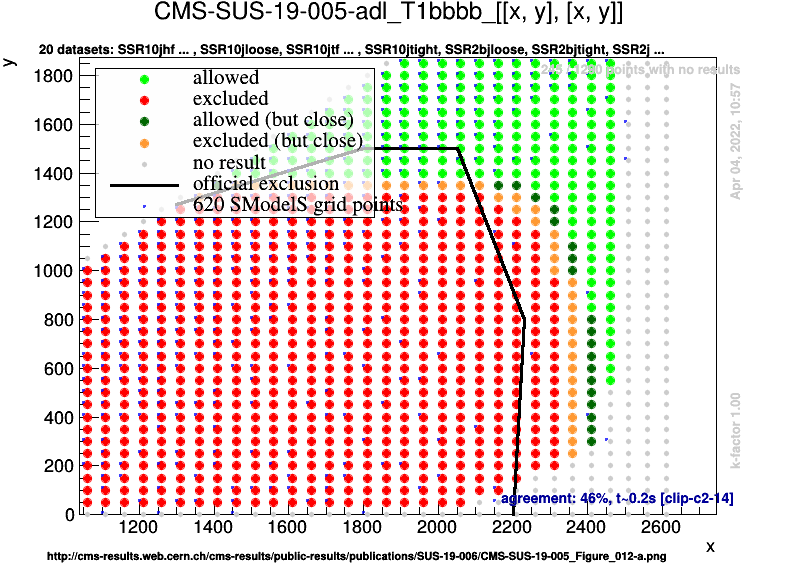 CMS-SUS-19-005-adl_T1bbbb_[[x, y], [x, y]]
y
20 datasets: SSR10jhf ... , SSR10jloose, SSR10jtf ... , SSR10jtight, SSR2bjloose, SSR2bjtight, SSR2j ...
points with no results
allowed
excluded
allowed (but close)
excluded (but close)
no result
official exclusion
620 SModelS grid points
Apr 04, 2022, 10:57
k-factor 1.00
1800
1600
1400
1200
1000
800
600
400
200
0
agreement: 46%, t~0.2s [clip-c2-14]
1200 1400 1600 1800 2000 2200 2400 2600
x
http://cms-results.web.cern.ch/cms-results/public-results/publications/SUS-19-006/CMS-SUS-19-005_Figure_012-a.png